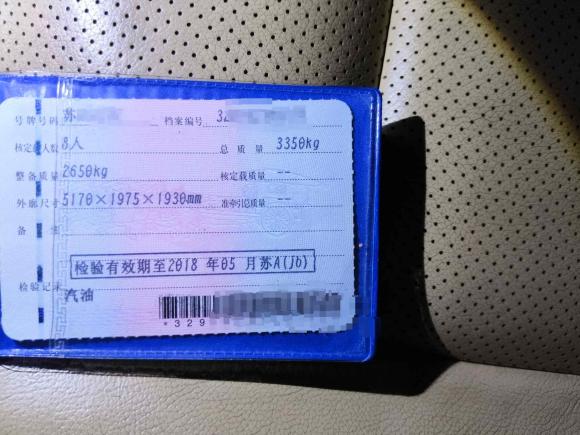 号牌号码 苏 档案编号 32
核定载人数 8人 总质量 3350kg
整备质量 2650kg 核定载质量 --
外廓尺寸 5170×1975×1930mm 准牵引总质量 --
备
检验有效期至2018 年05 月苏A(Jb)
检验记录
汽油
*329